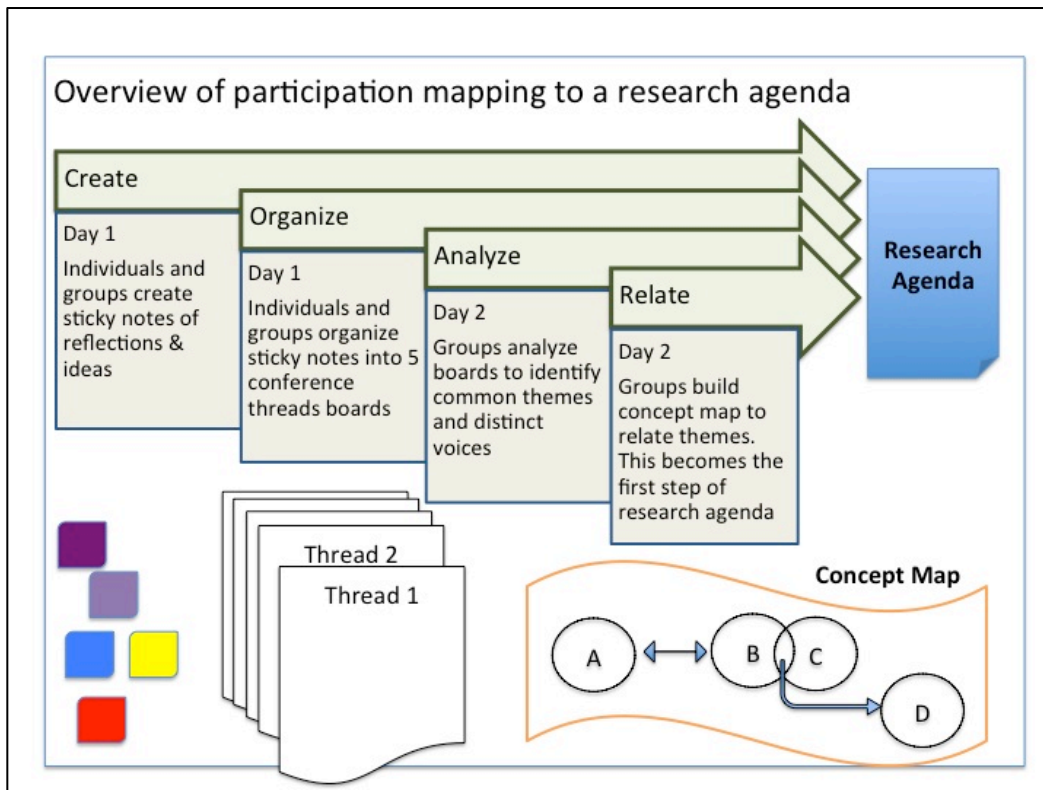 Overview of participation mapping to a research agenda
Create
Day 1
Individuals and
groups create
sticky notes of
reflections &
ideas
Organize
Day 1
Individuals and
groups organize
sticky notes into 5
conference
threads boards
Analyze
Day 2
Groups analyze
boards to identify
common themes
and distinct
voices
Relate
Day 2
Groups build
concept map to
relate themes.
This becomes the
first step of
research agenda
Research
Agenda
Thread 2
Thread 1
Concept Map
A
B
C
D